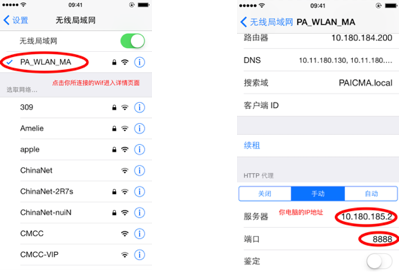 09:41
设置
无线局域网
无线局域网
PA_WLAN_MA
点击你所连接的Wifi进入详情页面
选取网络...
309
Amelie
apple
ChinaNet
ChinaNet-2R7s
ChinaNet-nuiN
CMCC
CMCC-VIP
09:41
无线局域网 PA_WLAN_MA
路由器 10.180.184.200
DNS 10.11.180.130, 10.11.180....
搜索域 PAICMA.local
客户端 ID
续租
HTTP 代理
关闭 手动 自动
你电脑的IP地址
服务器 10.180.185.2
端口 8888
鉴定